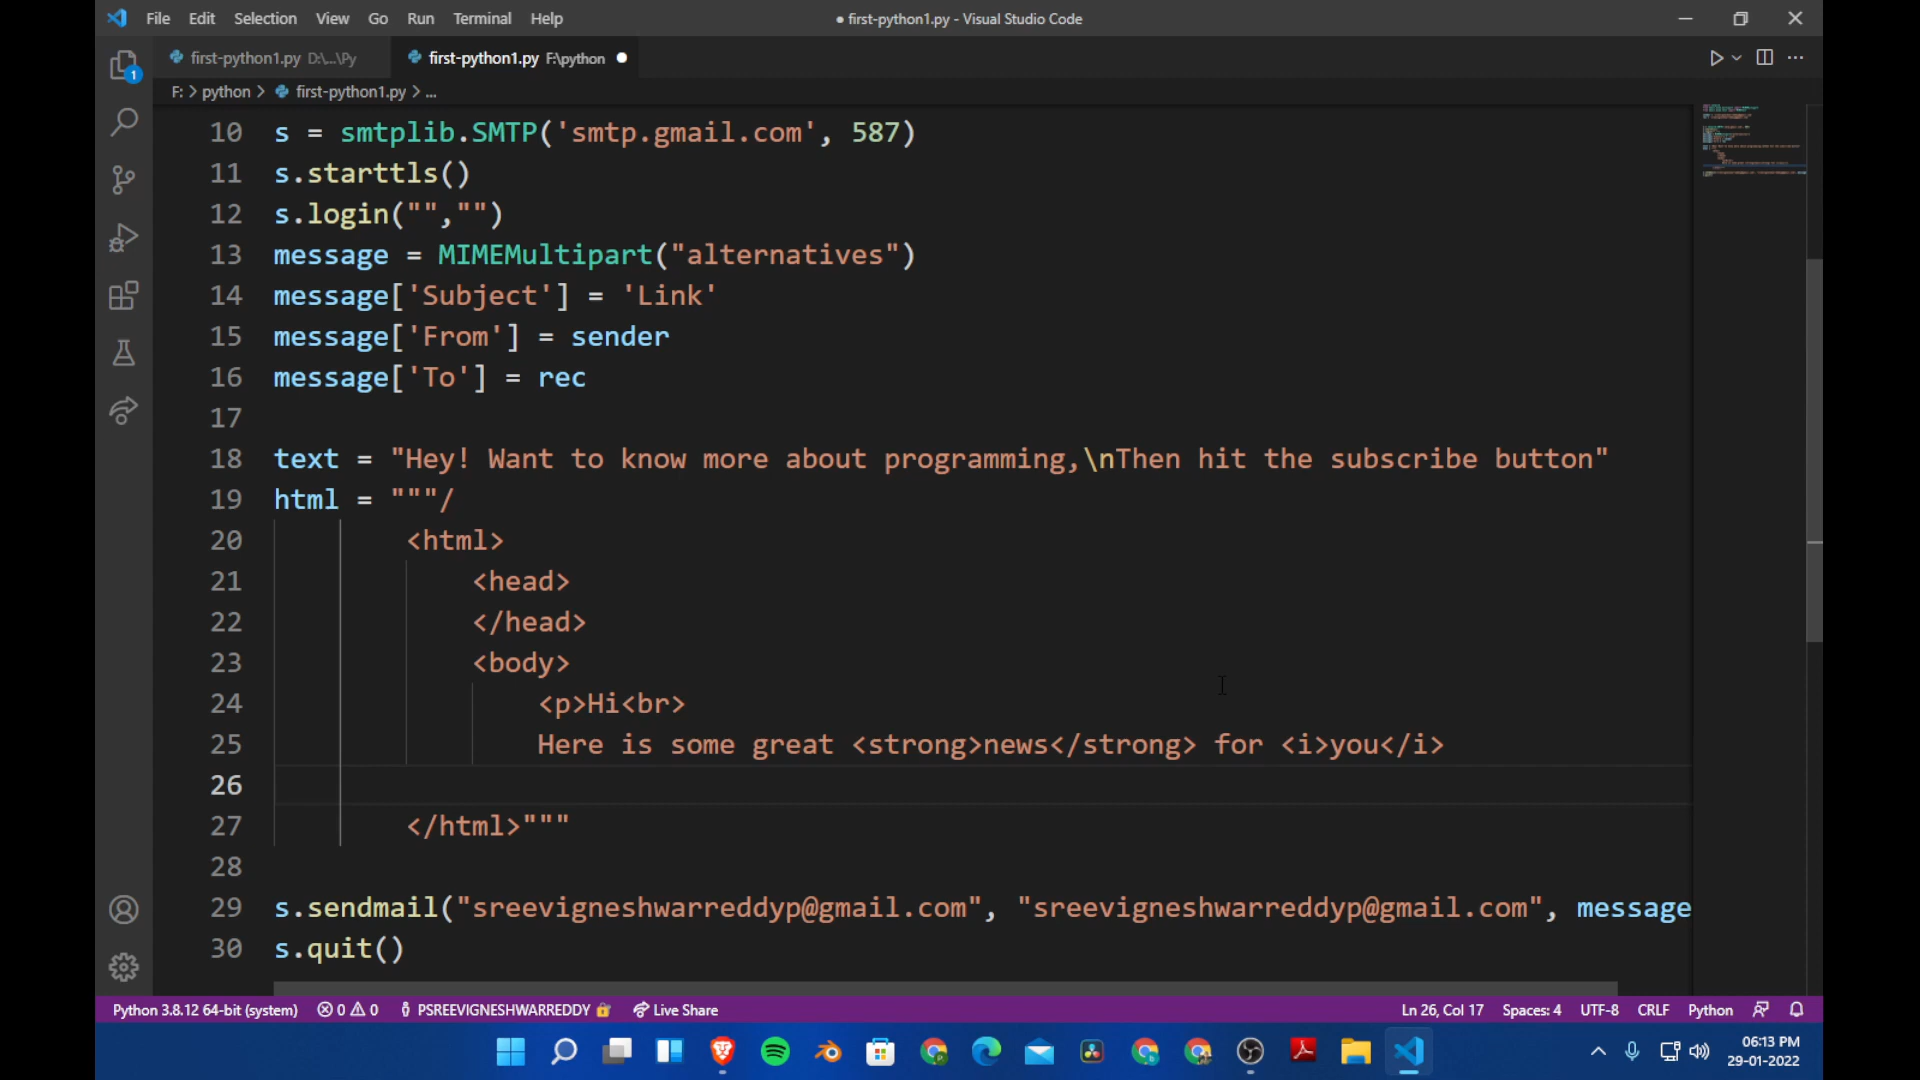 File Edit Selection View Go Run Terminal Help ● first-python1.py - Visual Studio Code
first-python1.py D:\...\Py first-python1.py F:\python
F: > python > first-python1.py > ...
1
10 s = smtplib.SMTP('smtp.gmail.com', 587)
11 s.starttls()
12 s.login("","")
13 message = MIMEMultipart("alternatives")
14 message['Subject'] = 'Link'
15 message['From'] = sender
16 message['To'] = rec
17
18 text = "Hey! Want to know more about programming,\nThen hit the subscribe button"
19 html = """/
20 <html>
21 <head>
22 </head>
23 <body>
24 <p>Hi<br>
25 Here is some great <strong>news</strong> for <i>you</i>
26
27 </html>"""
28
29 s.sendmail("sreevigneshwarreddyp@gmail.com", "sreevigneshwarreddyp@gmail.com", message
30 s.quit()
Python 3.8.12 64-bit (system) 0 0 PSREEVIGNESHWARREDDY Live Share Ln 26, Col 17 Spaces: 4 UTF-8 CRLF Python
06:13 PM
29-01-2022